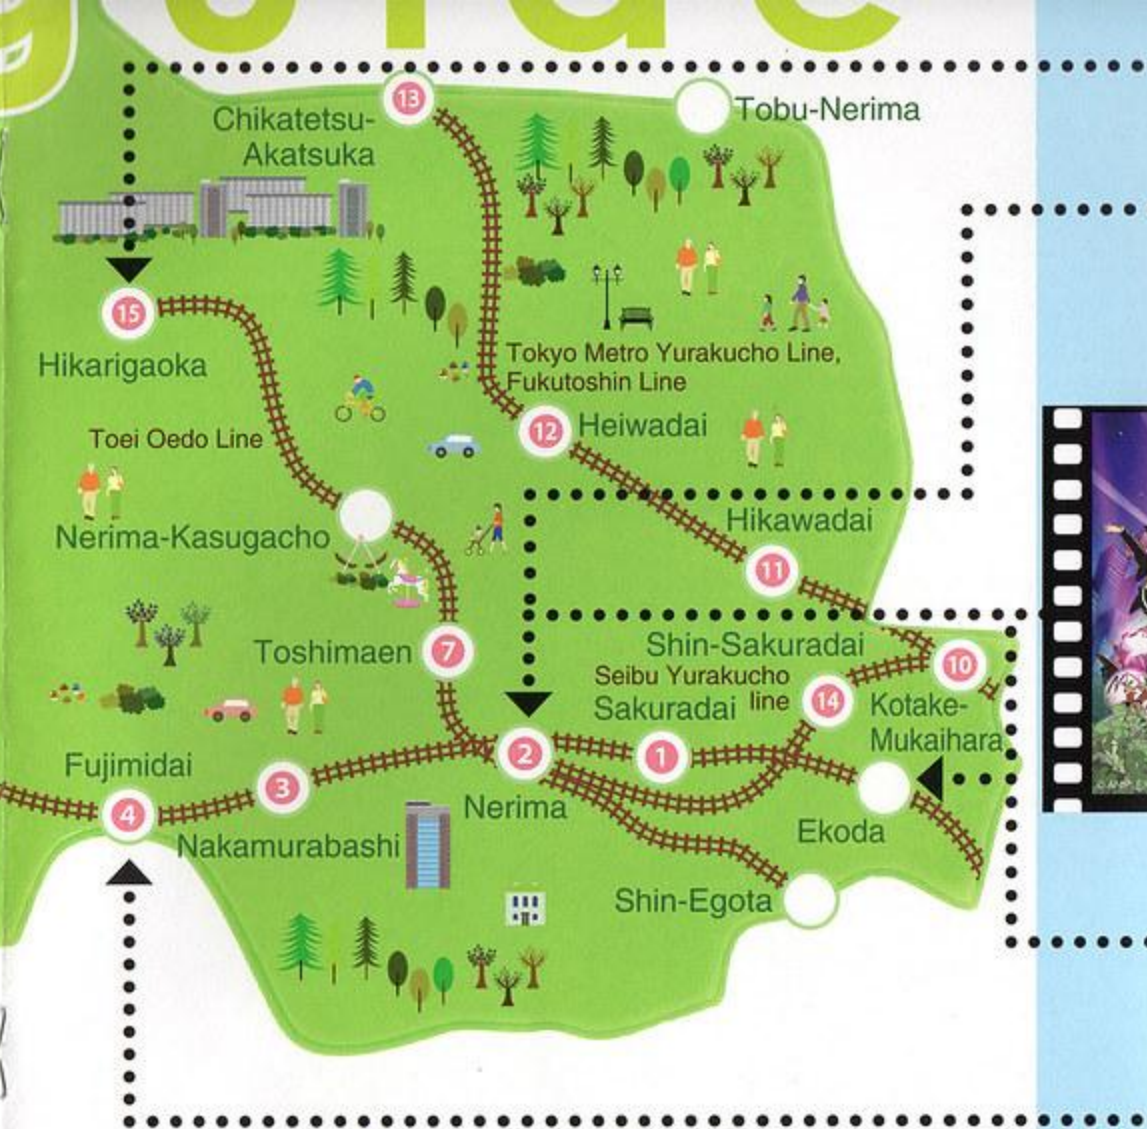 13
Tobu-Nerima
Chikatetsu-
Akatsuka
15
Hikarigaoka
Tokyo Metro Yurakucho Line,
Fukutoshin Line
12
Heiwadai
Toei Oedo Line
Hikawadai
Nerima-Kasugacho
11
Toshimaen
7
Shin-Sakuradai
10
Seibu Yurakucho
line
14
Sakuradai
Kotake-
Mukaihara
2
1
Fujimidai
3
4
Nerima
Nakamurabashi
Ekoda
Shin-Egota